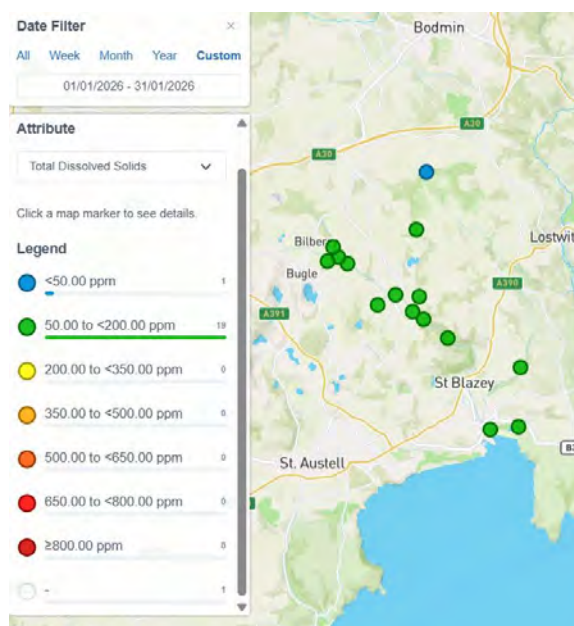 Date Filter ×
All Week Month Year Custom
01/01/2026 - 31/01/2026
Attribute
Total Dissolved Solids
Click a map marker to see details.
Legend
<50.00 ppm 1
50.00 to <200.00 ppm 19
200.00 to <350.00 ppm 0
350.00 to <500.00 ppm 0
500.00 to <650.00 ppm 0
650.00 to <800.00 ppm 0
≥800.00 ppm 0
- 1
Bodmin
A30
A30
Lostwit
Bugle
A390
A391
St Blazey
St. Austell